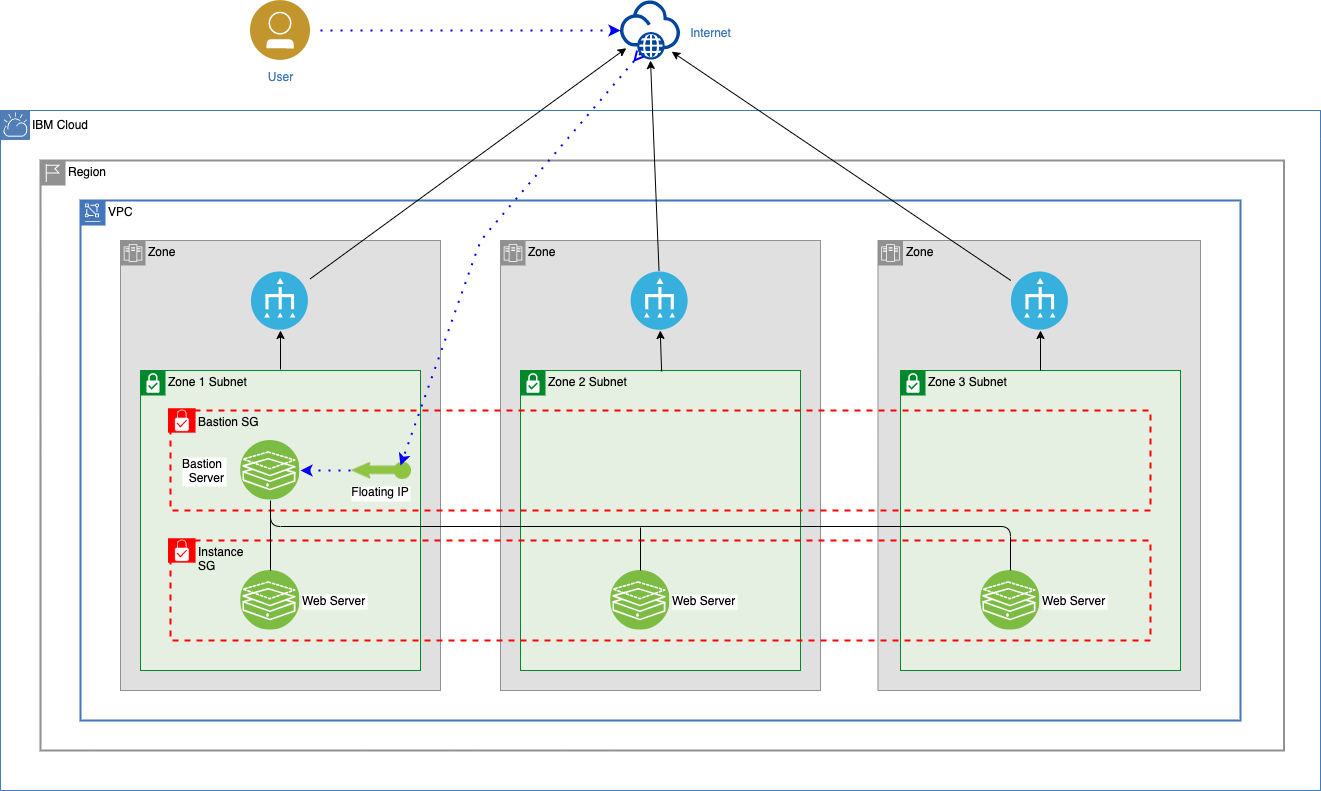 User
Internet
IBM Cloud
Region
VPC
Zone
Zone
Zone
Zone 1 Subnet
Zone 2 Subnet
Zone 3 Subnet
Bastion SG
Bastion
Server
Floating IP
Instance
SG
Web Server
Web Server
Web Server